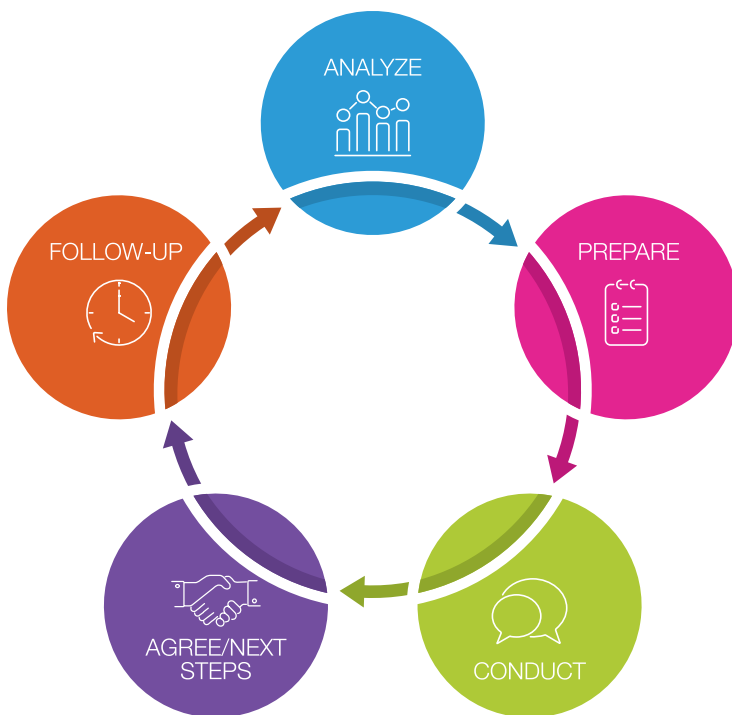 ANALYZE
PREPARE
CONDUCT
AGREE/NEXT
STEPS
FOLLOW-UP